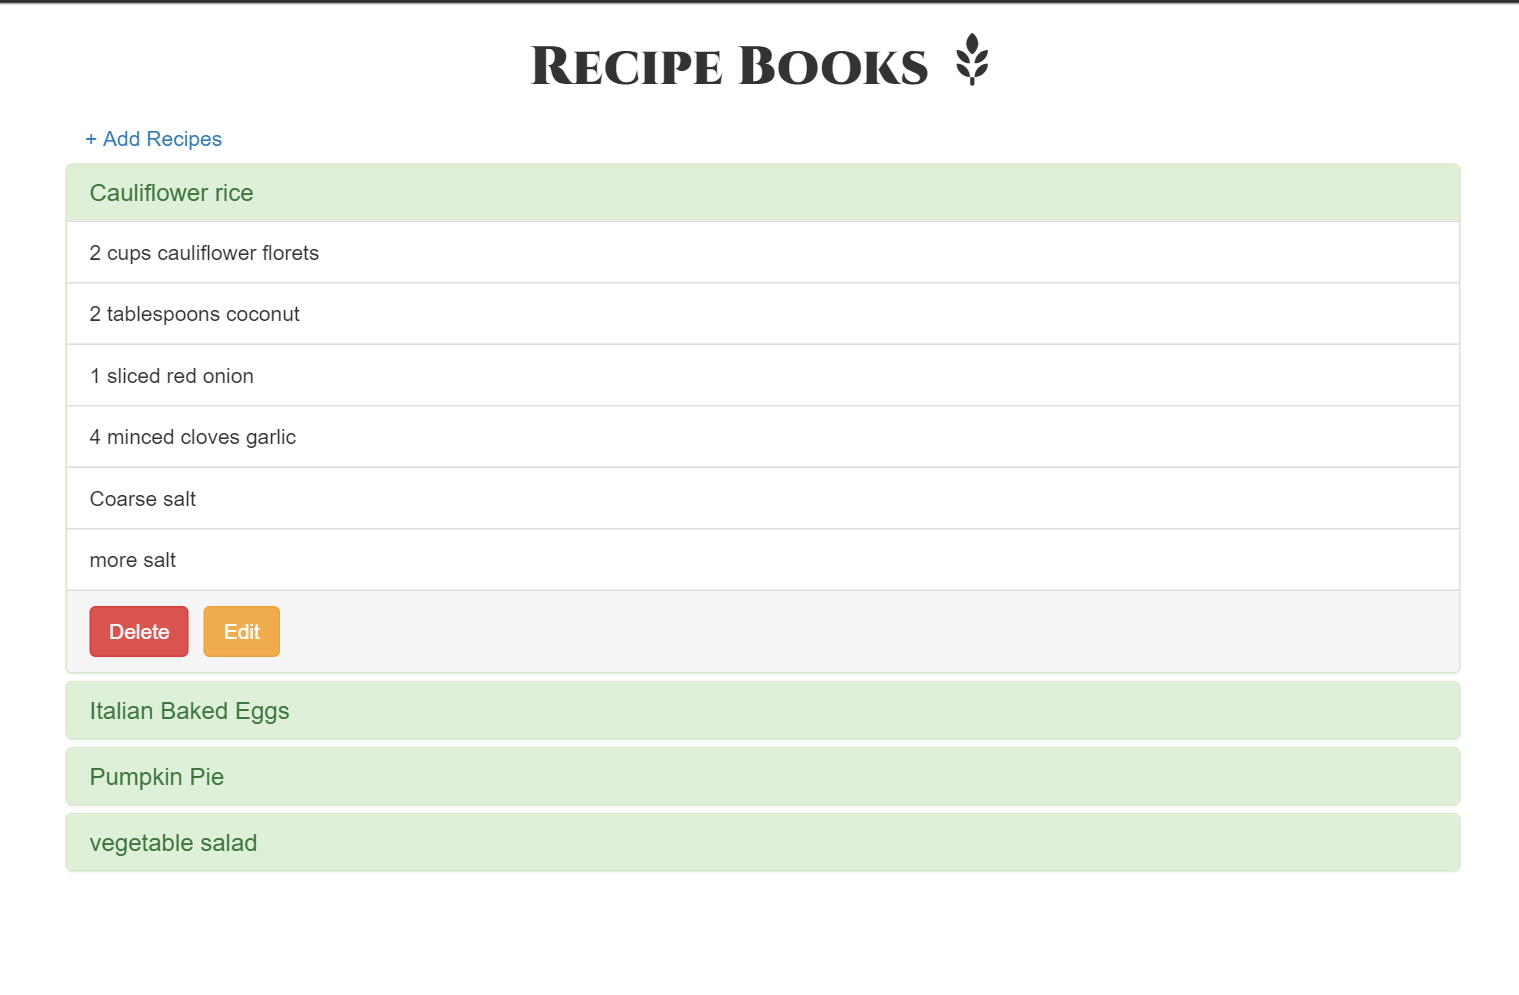 Recipe Books
+ Add Recipes
Cauliflower rice
2 cups cauliflower florets
2 tablespoons coconut
1 sliced red onion
4 minced cloves garlic
Coarse salt
more salt
Delete Edit
Italian Baked Eggs
Pumpkin Pie
vegetable salad